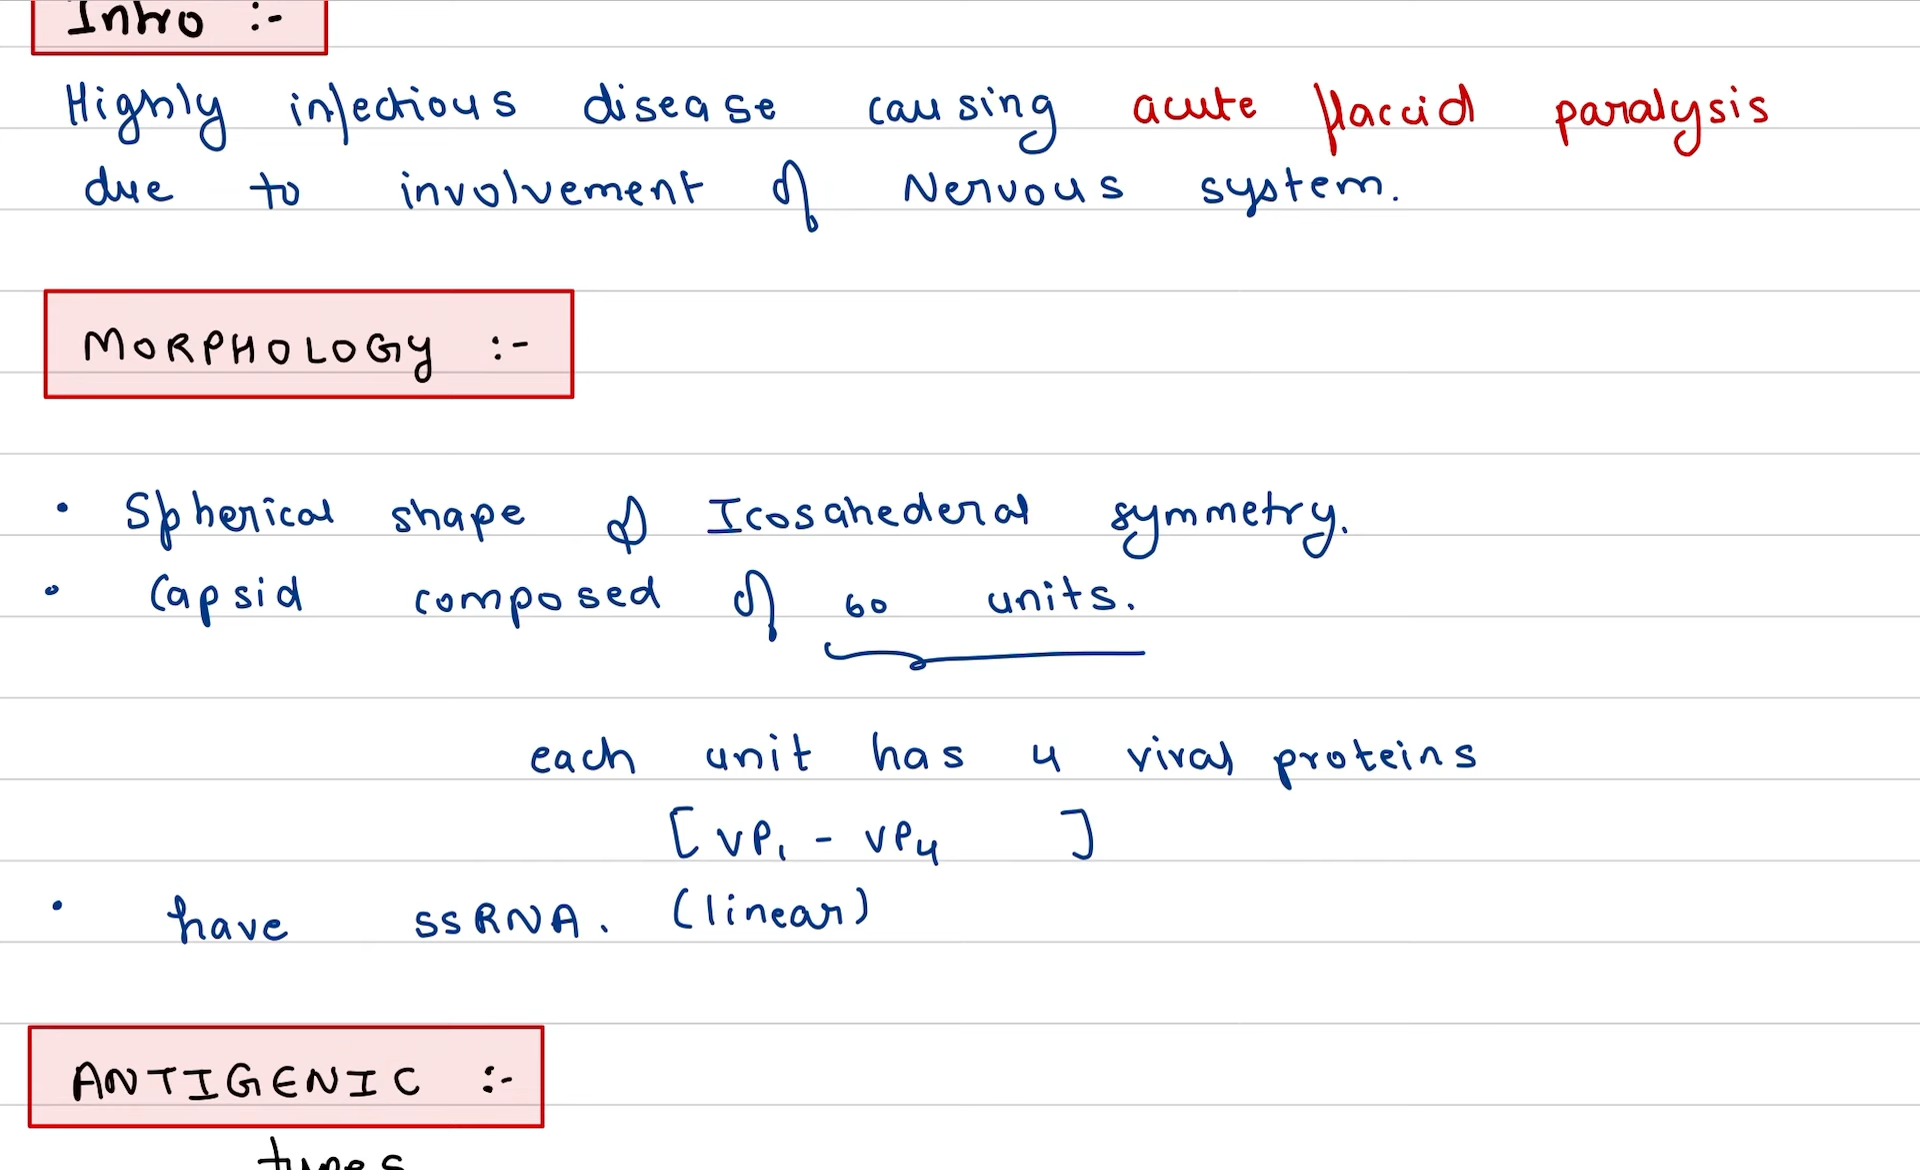 Intro :-
Highly infectious disease causing acute flaccid paralysis
due to involvement of Nervous system.
MORPHOLOGY :-
• Spherical shape & Icosahederal symmetry.
• Capsid composed of 60 units.
each unit has 4 viral proteins
[VP₁ - VP₄ ]
• have ssRNA. (linear)
ANTIGENIC :-
types